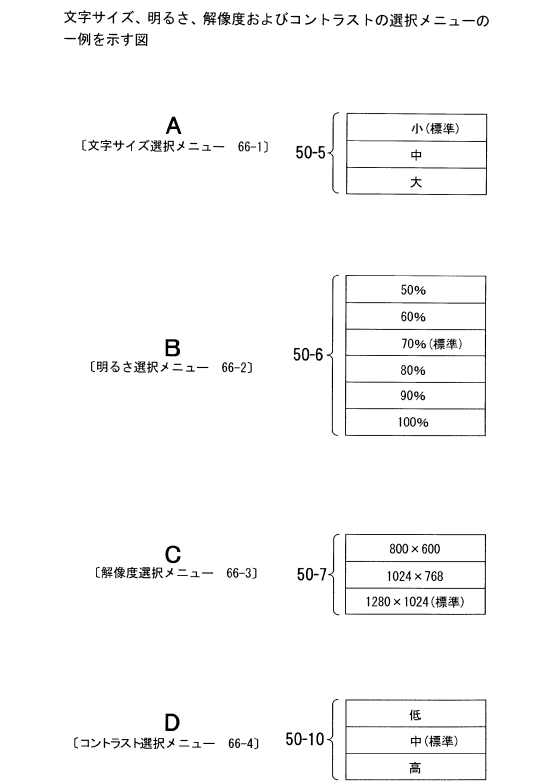 文字サイズ、明るさ、解像度およびコントラストの選択メニューの
一例を示す図
A
〔文字サイズ選択メニュー 66-1〕
50-5
小(標準)
中
大
B
〔明るさ選択メニュー 66-2〕
50-6
50%
60%
70%(標準)
80%
90%
100%
C
〔解像度選択メニュー 66-3〕
50-7
800×600
1024×768
1280×1024(標準)
D
〔コントラスト選択メニュー 66-4〕
50-10
低
中(標準)
高